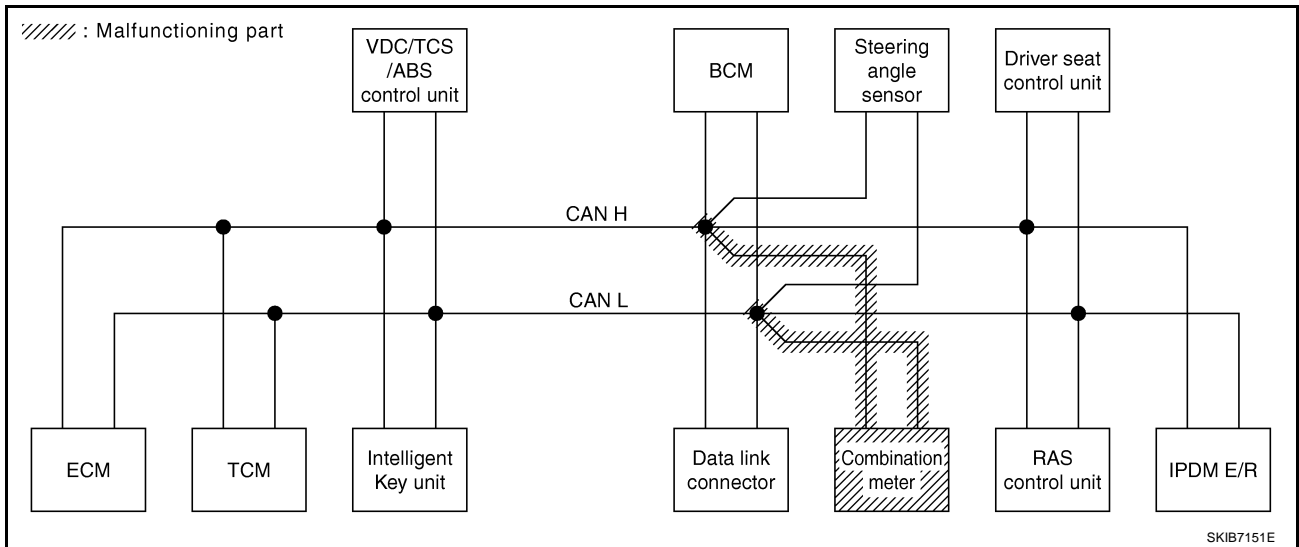 : Malfunctioning part
VDC/TCS
/ABS
control unit
BCM
Steering
angle
sensor
Driver seat
control unit
CAN H
CAN L
ECM
TCM
Intelligent
Key unit
Data link
connector
Combination
meter
RAS
control unit
IPDM E/R
SKIB7151E